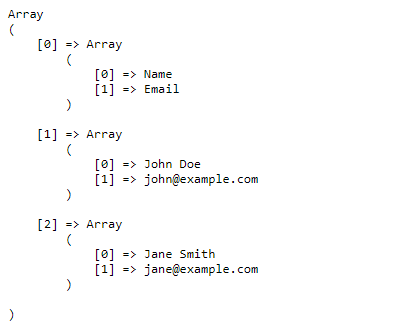 Array
(
    [0] => Array
        (
            [0] => Name
            [1] => Email
        )

    [1] => Array
        (
            [0] => John Doe
            [1] => john@example.com
        )

    [2] => Array
        (
            [0] => Jane Smith
            [1] => jane@example.com
        )

)